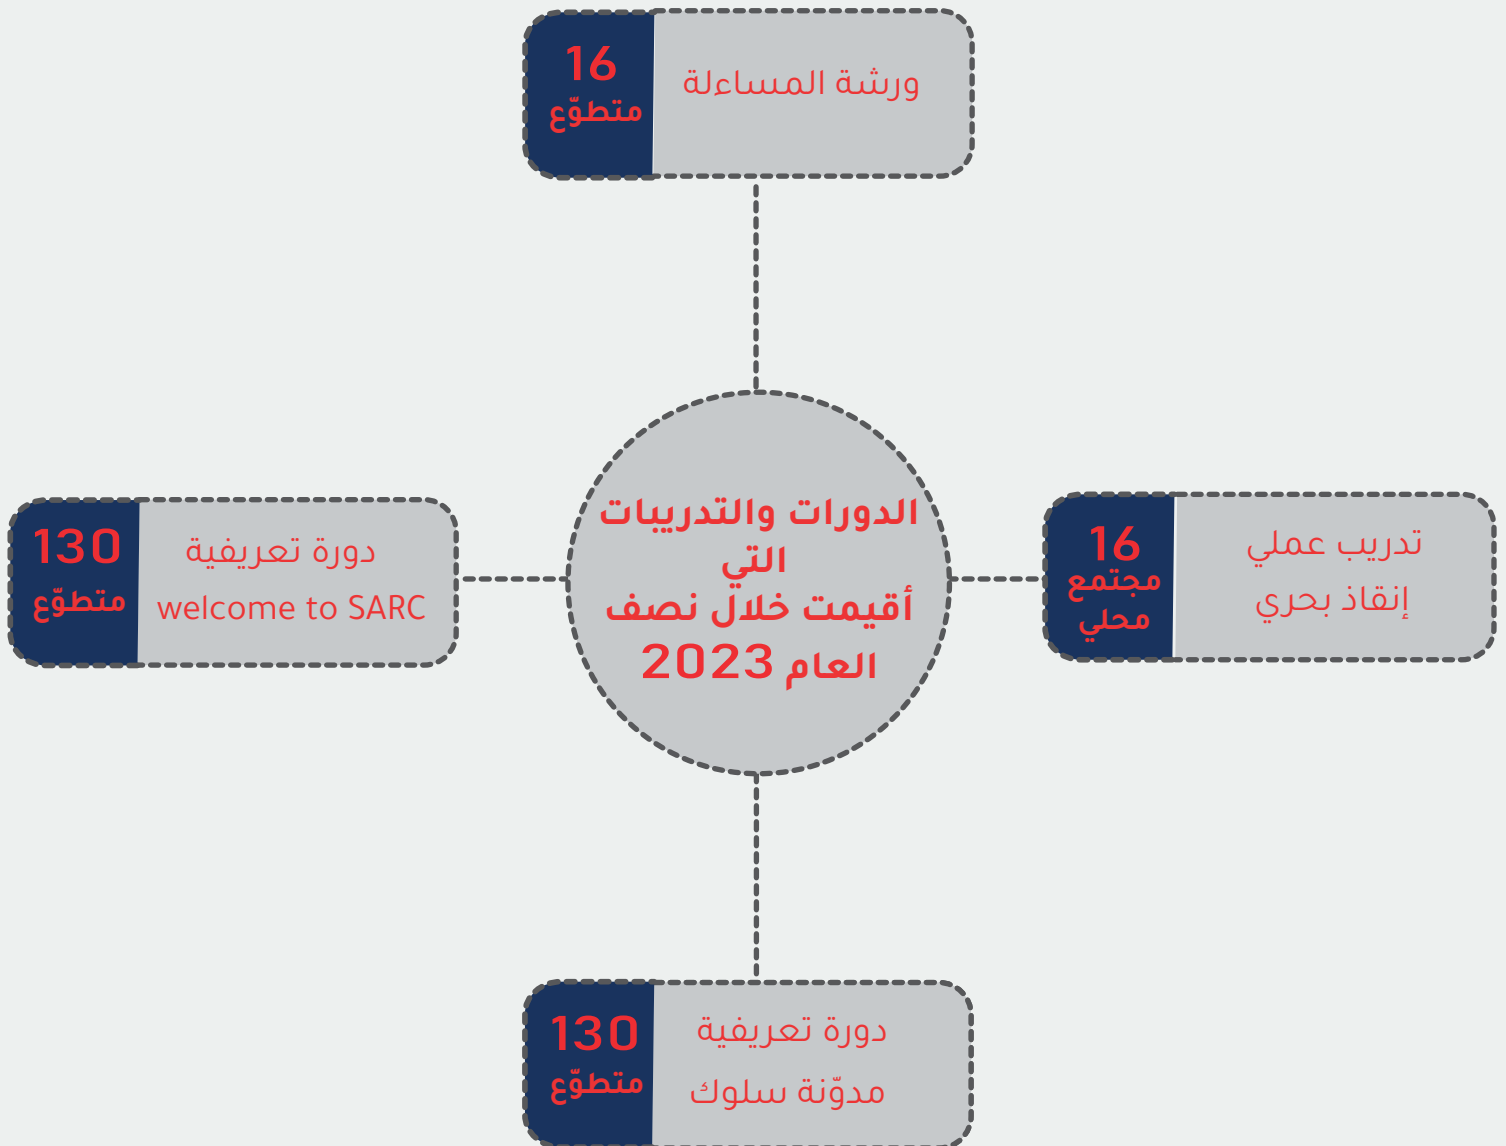 ورشة المساءلة
16
متطوّع
الدورات والتدريبات
التي
أقيمت خلال نصف
العام 2023
تدريب عملي
إنقاذ بحري
16
مجتمع
محلي
دورة تعريفية
welcome to SARC
130
متطوّع
دورة تعريفية
مدوّنة سلوك
130
متطوّع